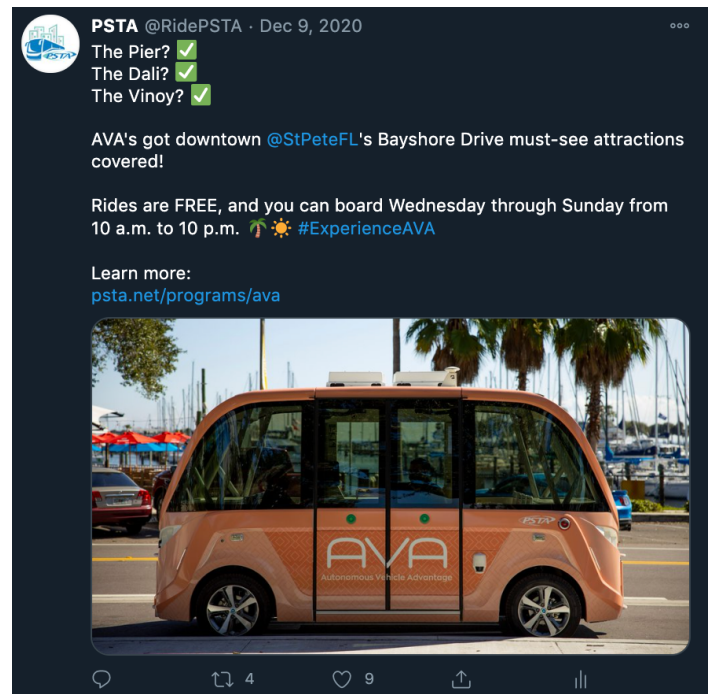 PSTA @RidePSTA · Dec 9, 2020
PSTA
The Pier? ✅
The Dali? ✅
The Vinoy? ✅
AVA's got downtown @StPeteFL's Bayshore Drive must-see attractions
covered!
Rides are FREE, and you can board Wednesday through Sunday from
10 a.m. to 10 p.m. 🌴☀️ #ExperienceAVA
Learn more:
psta.net/programs/ava
PSTA
AVA
Autonomous Vehicle Advantage
4
9